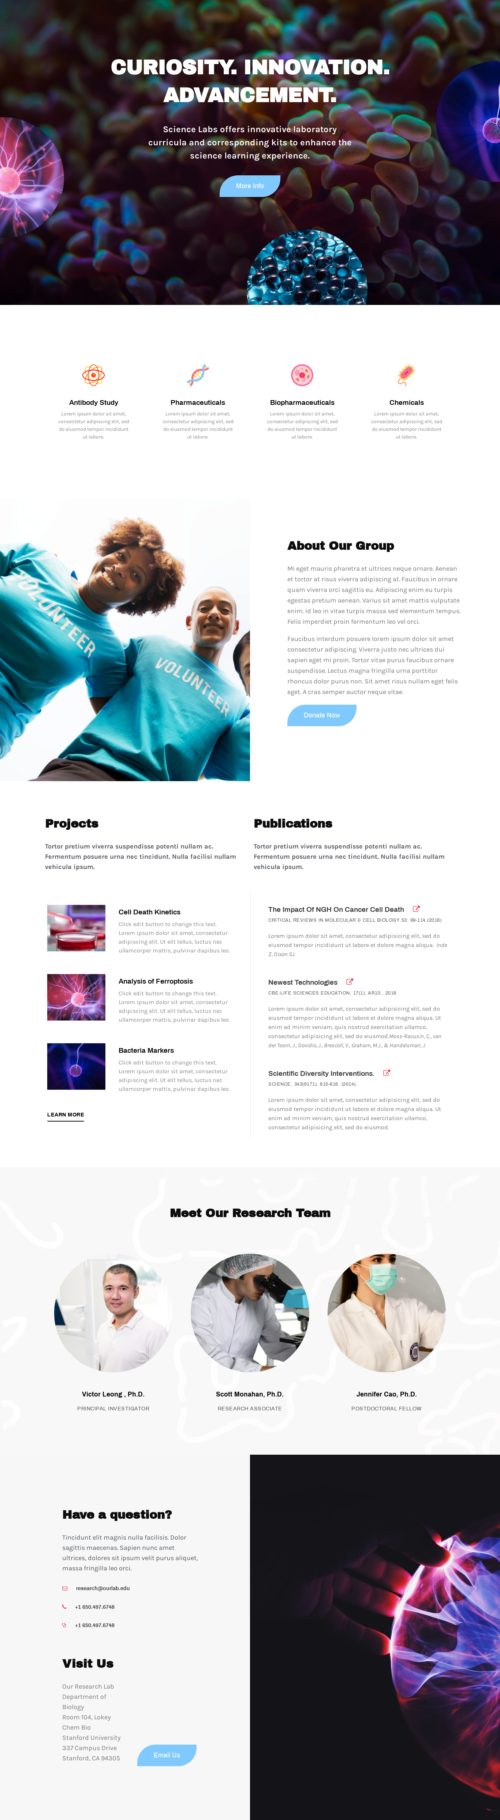 CURIOSITY. INNOVATION.
ADVANCEMENT.
Science Labs offers innovative laboratory
curricula and corresponding kits to enhance the
science learning experience.
More Info
Antibody Study
Lorem ipsum dolor sit amet,
consectetur adipiscing elit, sed
do eiusmod tempor incididunt
ut labore.
Pharmaceuticals
Lorem ipsum dolor sit amet,
consectetur adipiscing elit, sed
do eiusmod tempor incididunt
ut labore.
Biopharmaceuticals
Lorem ipsum dolor sit amet,
consectetur adipiscing elit, sed
do eiusmod tempor incididunt
ut labore.
Chemicals
Lorem ipsum dolor sit amet,
consectetur adipiscing elit, sed
do eiusmod tempor incididunt
ut labore.
VOLUNTEER
VOLUNTEER
About Our Group
Mi eget mauris pharetra et ultrices neque ornare. Aenean
et tortor at risus viverra adipiscing at. Faucibus in ornare
quam viverra orci sagittis eu. Adipiscing enim eu turpis
egestas pretium aenean. Varius sit amet mattis vulputate
enim. Id leo in vitae turpis massa sed elementum tempus.
Felis imperdiet proin fermentum leo vel orci.
Faucibus interdum posuere lorem ipsum dolor sit amet
consectetur adipiscing. Viverra justo nec ultrices dui
sapien eget mi proin. Tortor vitae purus faucibus ornare
suspendisse. Lectus magna fringilla urna porttitor
rhoncus dolor purus non. Sit amet risus nullam eget felis
eget. A cras semper auctor neque vitae.
Donate Now
Projects
Tortor pretium viverra suspendisse potenti nullam ac.
Fermentum posuere urna nec tincidunt. Nulla facilisi nullam
vehicula ipsum.
Cell Death Kinetics
Click edit button to change this text.
Lorem ipsum dolor sit amet, consectetur
adipiscing elit. Ut elit tellus, luctus nec
ullamcorper mattis, pulvinar dapibus leo.
Analysis of Ferroptosis
Click edit button to change this text.
Lorem ipsum dolor sit amet, consectetur
adipiscing elit. Ut elit tellus, luctus nec
ullamcorper mattis, pulvinar dapibus leo.
Bacteria Markers
Click edit button to change this text.
Lorem ipsum dolor sit amet, consectetur
adipiscing elit. Ut elit tellus, luctus nec
ullamcorper mattis, pulvinar dapibus leo.
LEARN MORE
Publications
Tortor pretium viverra suspendisse potenti nullam ac.
Fermentum posuere urna nec tincidunt. Nulla facilisi nullam
vehicula ipsum.
The Impact Of NGH On Cancer Cell Death
CRITICAL REVIEWS IN MOLECULAR & CELL BIOLOGY
Lorem ipsum dolor sit amet, consectetur adipisicing elit, sed do
eiusmod tempor incididunt ut labore et dolore magna aliqua.
Newest Technologies
CBE-LIFE SCIENCES EDUCATION, 17(1), AR10., 2018
Lorem ipsum dolor sit amet, consectetur adipisicing elit, sed do
eiusmod tempor incididunt ut labore et dolore magna aliqua. Ut
enim ad minim veniam, quis nostrud exercitation ullamco,
consectetur adipisicing elit, sed do eiusmod.
Scientific Diversity Interventions.
SCIENCE, 343(6171), 615-616. (2014).
Lorem ipsum dolor sit amet, consectetur adipisicing elit, sed do
eiusmod tempor incididunt ut labore et dolore magna aliqua. Ut
enim ad minim veniam, quis nostrud exercitation ullamco,
consectetur adipisicing elit, sed do eiusmod.
Meet Our Research Team
Victor Leong , Ph.D.
PRINCIPAL INVESTIGATOR
Scott Monahan, Ph.D.
RESEARCH ASSOCIATE
Jennifer Cao, Ph.D.
POSTDOCTORAL FELLOW
Have a question?
Tincidunt elit magnis nulla facilisis. Dolor
sagittis maecenas. Sapien nunc amet
ultrices, dolores sit ipsum velit purus aliquet,
massa fringilla leo orci.
research@ourlab.edu
+1 650.497.6748
+1 650.497.6748
Visit Us
Our Research Lab
Department of
Biology
Room 104, Lokey
Chem Bio
Stanford University
337 Campus Drive
Stanford, CA 94305
Email Us